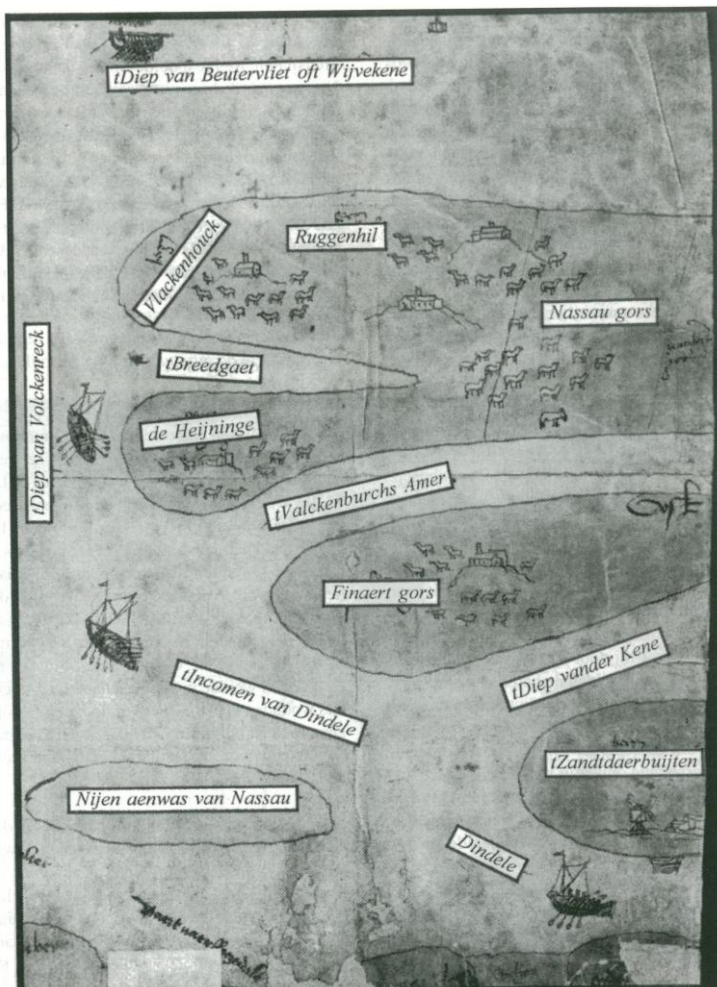 tDiep van Beutervliet oft Wijvekene
Vlackenhouck
Ruggenhil
Nassau gors
tBreedgaet
tDiep van Volckenreck
de Heijninge
tValckenburchs Amer
Finaert gors
tDiep vander Kene
tIncomen van Dindele
tZandtdaerbuijten
Nijen aenwas van Nassau
Dindele